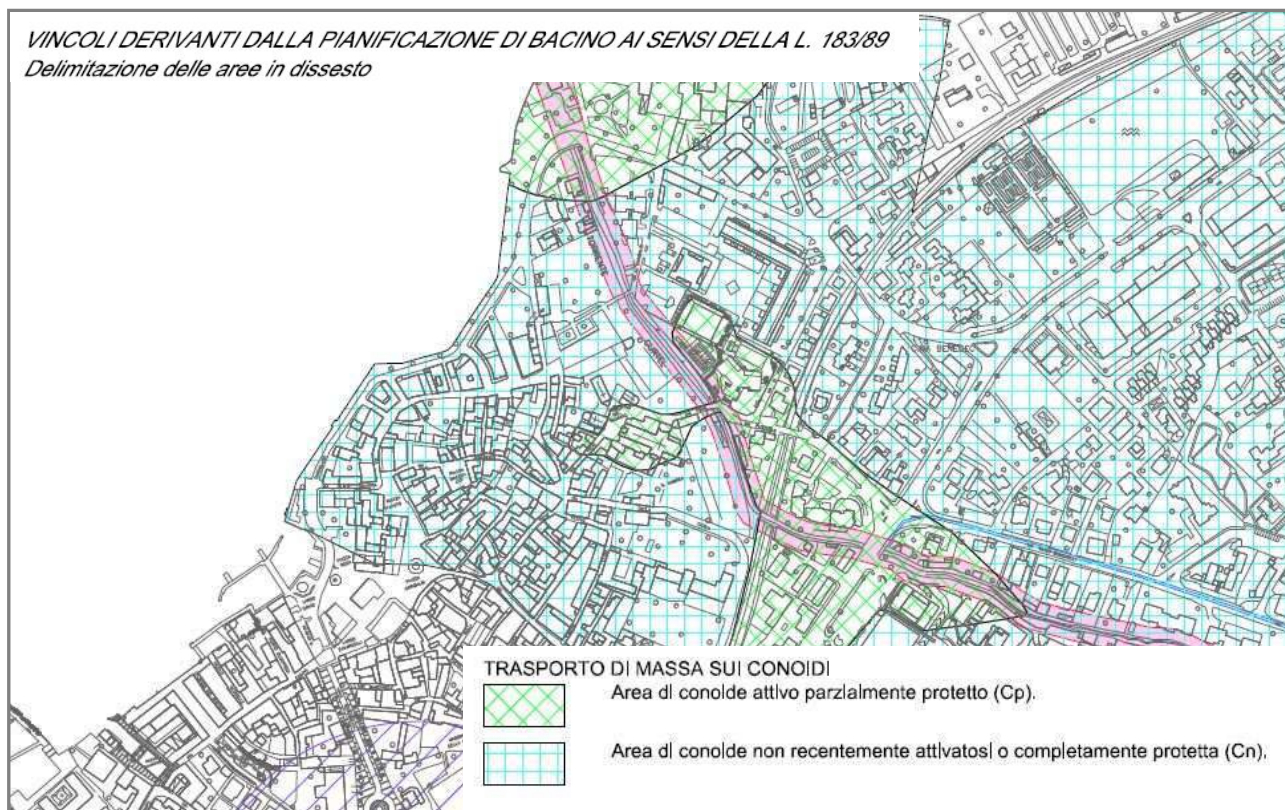 VINCOLI DERIVANTI DALLA PIANIFICAZIONE DI BACINO AI SENSI DELLA L. 183/89
Delimitazione delle aree in dissesto
TORRENTE
TRASPORTO DI MASSA SUI CONOIDI
Area di conoide attivo parzialmente protetto (Cp).
Area di conoide non recentemente attivatosi o completamente protetta (Cn).